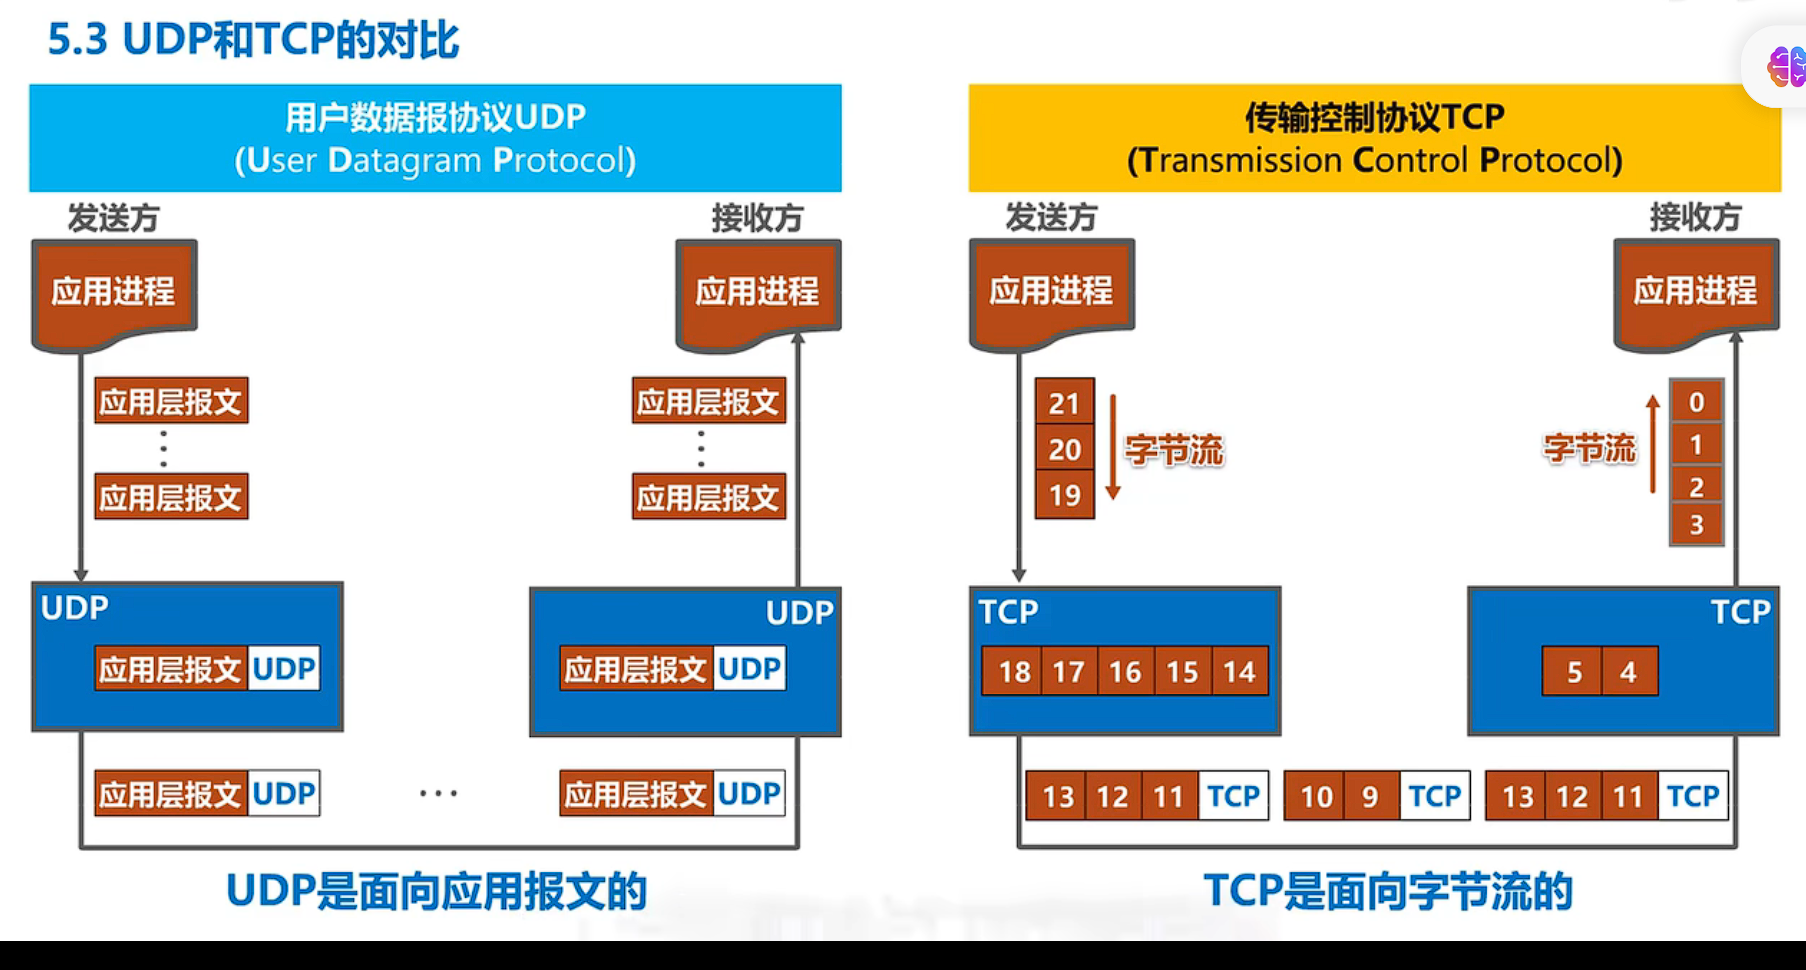 5.3 UDP和TCP的对比
用户数据报协议UDP
(User Datagram Protocol)
发送方
接收方
应用进程
应用进程
应用层报文
应用层报文
应用层报文
应用层报文
UDP
应用层报文 UDP
UDP
应用层报文 UDP
应用层报文 UDP
…
应用层报文 UDP
UDP是面向应用报文的
传输控制协议TCP
(Transmission Control Protocol)
发送方
接收方
应用进程
应用进程
21
20
19
字节流
字节流
0
1
2
3
TCP
18 17 16 15 14
TCP
5 4
13 12 11 TCP
10 9 TCP
13 12 11 TCP
TCP是面向字节流的